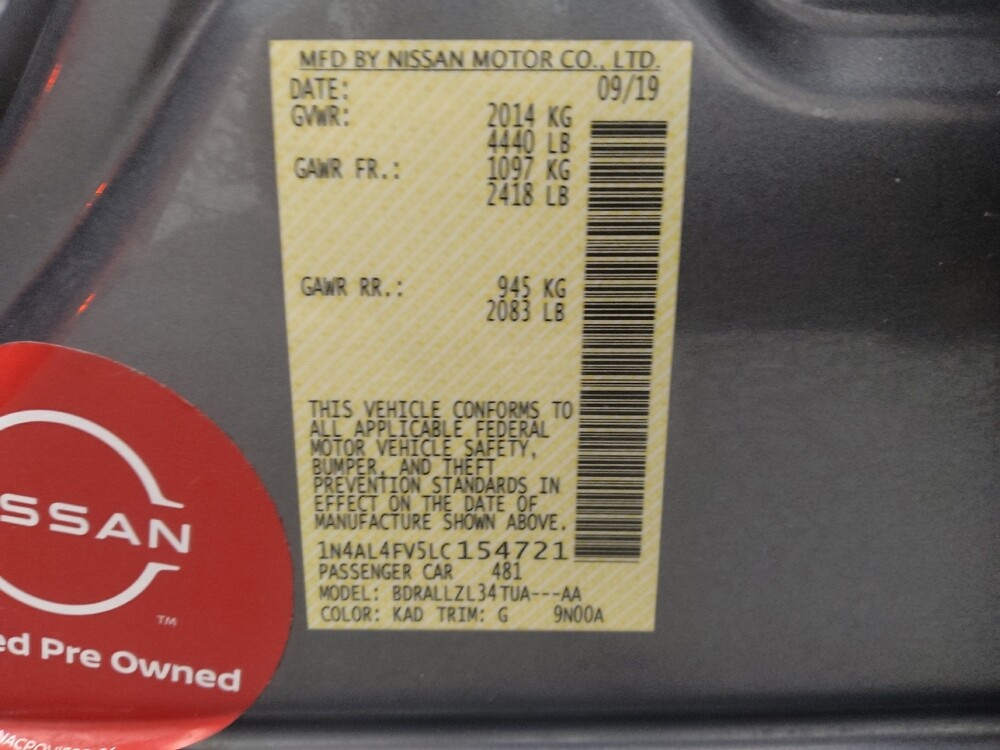 MFD BY NISSAN MOTOR CO., LTD.
DATE: 09/19
GVWR: 2014 KG
4440 LB
GAWR FR.: 1097 KG
2418 LB
GAWR RR.: 945 KG
2083 LB
THIS VEHICLE CONFORMS TO
ALL APPLICABLE FEDERAL
MOTOR VEHICLE SAFETY,
BUMPER, AND THEFT
PREVENTION STANDARDS IN
EFFECT ON THE DATE OF
MANUFACTURE SHOWN ABOVE.
1N4AL4FV5LC154721
PASSENGER CAR 481
MODEL: BDRALLZL34TUA---AA
COLOR: KAD TRIM: G 9N00A
SSAN
TM
ed Pre Owned